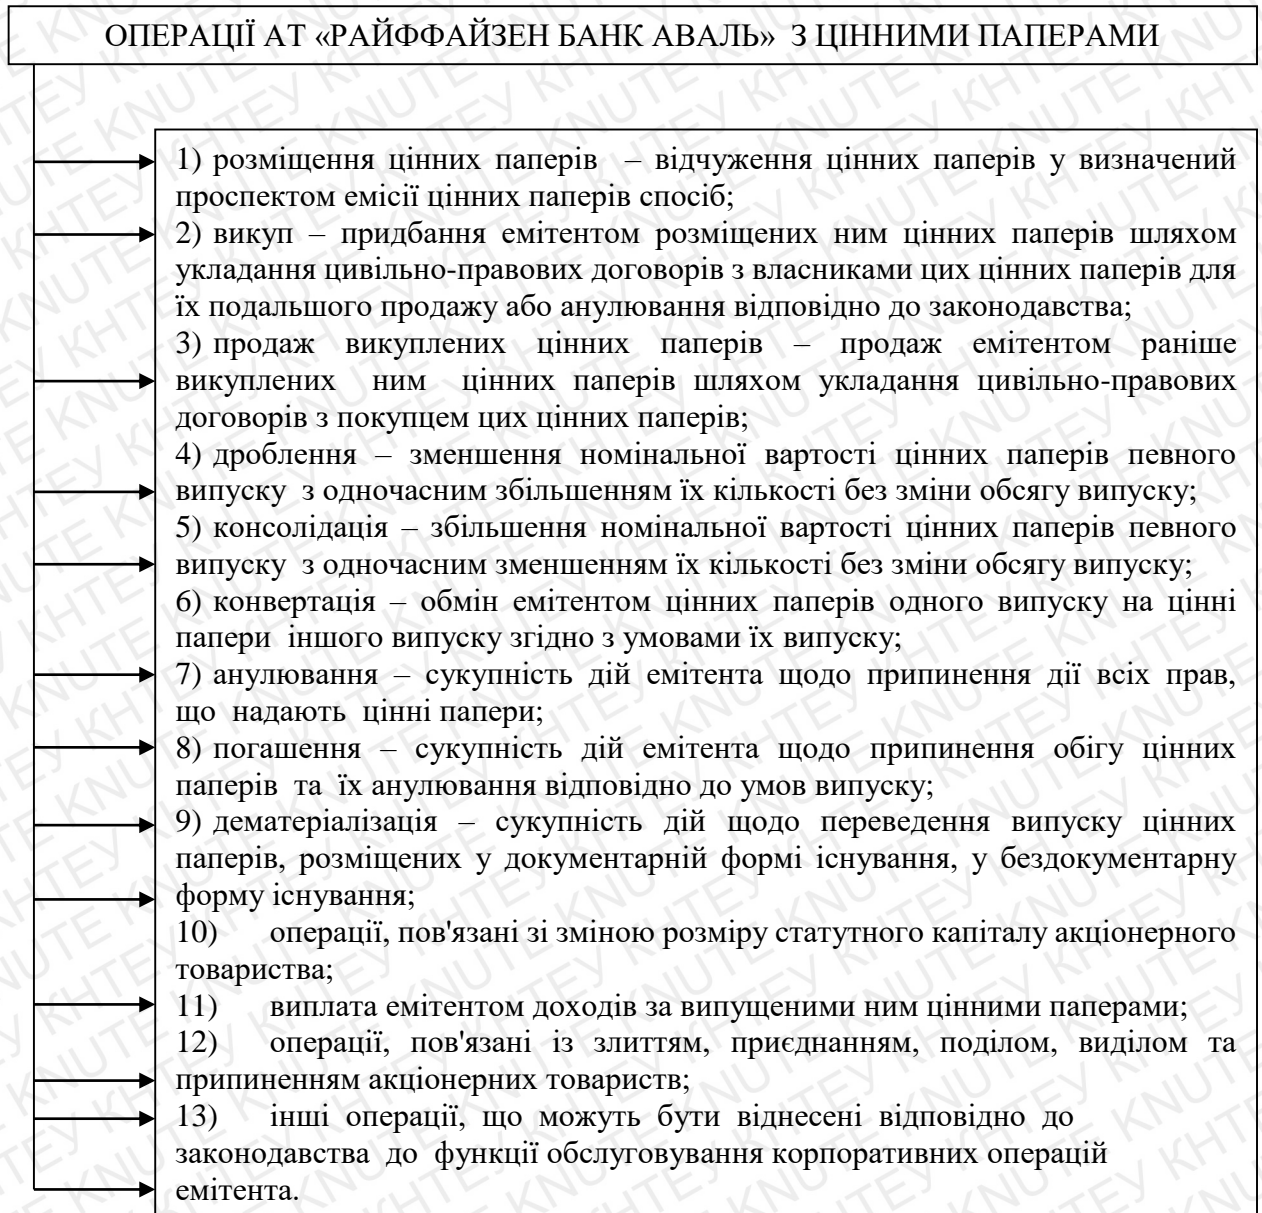 ОПЕРАЦІЇ АТ «РАЙФФАЙЗЕН БАНК АВАЛЬ» З ЦІННИМИ ПАПЕРАМИ
1) розміщення цінних паперів – відчуження цінних паперів у визначений
проспектом емісії цінних паперів спосіб;
2) викуп – придбання емітентом розміщених ним цінних паперів шляхом
укладання цивільно-правових договорів з власниками цих цінних паперів для
їх подальшого продажу або анулювання відповідно до законодавства;
3) продаж викуплених цінних паперів – продаж емітентом раніше
викуплених ним цінних паперів шляхом укладання цивільно-правових
договорів з покупцем цих цінних паперів;
4) дроблення – зменшення номінальної вартості цінних паперів певного
випуску з одночасним збільшенням їх кількості без зміни обсягу випуску;
5) консолідація – збільшення номінальної вартості цінних паперів певного
випуску з одночасним зменшенням їх кількості без зміни обсягу випуску;
6) конвертація – обмін емітентом цінних паперів одного випуску на цінні
папери іншого випуску згідно з умовами їх випуску;
7) анулювання – сукупність дій емітента щодо припинення дії всіх прав,
що надають цінні папери;
8) погашення – сукупність дій емітента щодо припинення обігу цінних
паперів та їх анулювання відповідно до умов випуску;
9) дематеріалізація – сукупність дій щодо переведення випуску цінних
паперів, розміщених у документарній формі існування, у бездокументарну
форму існування;
10) операції, пов'язані зі зміною розміру статутного капіталу акціонерного
товариства;
11) виплата емітентом доходів за випущеними ним цінними паперами;
12) операції, пов'язані із злиттям, приєднанням, поділом, виділом та
припиненням акціонерних товариств;
13) інші операції, що можуть бути віднесені відповідно до
законодавства до функції обслуговування корпоративних операцій
емітента.